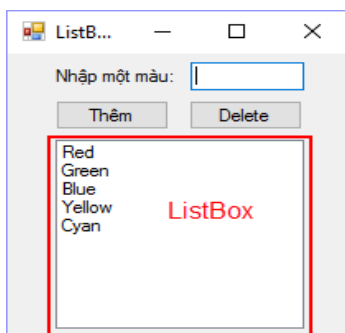 ListB...
Nhập một màu:
Thêm Delete
Red
Green
Blue
Yellow
Cyan
ListBox